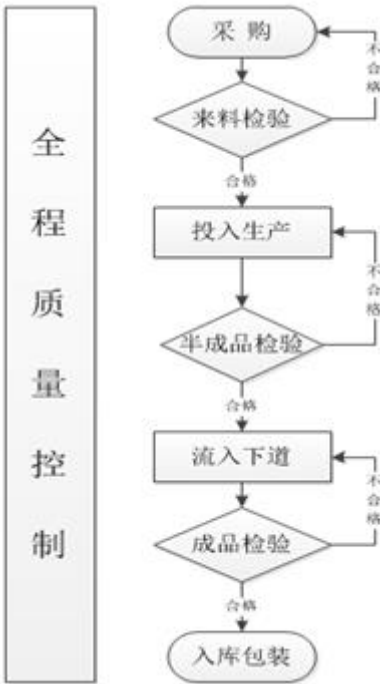 全程质量控制
采 购
不合格
来料检验
合格
投入生产
不合格
半成品检验
合格
流入下道
不合格
成品检验
合格
入库包装